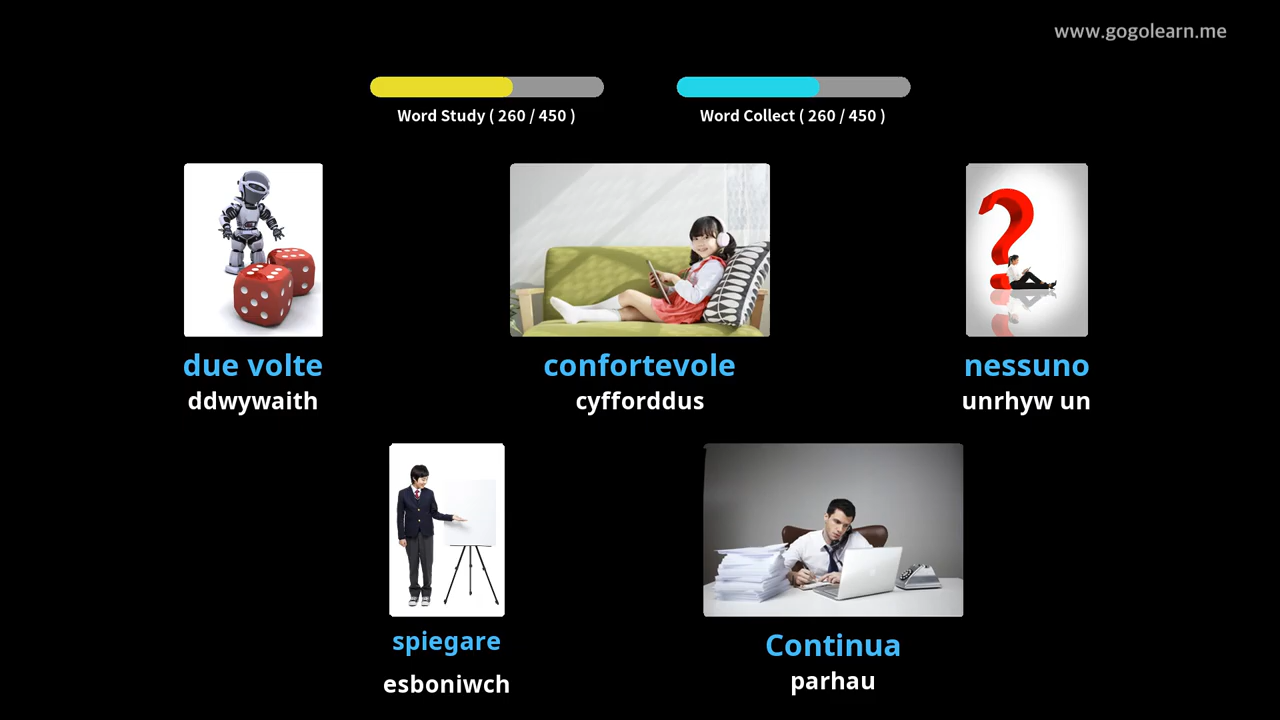 www.gogolearn.me
Word Study ( 260 / 450 )
Word Collect ( 260 / 450 )
due volte
ddwywaith
confortevole
cyfforddus
nessuno
unrhyw un
spiegare
esboniwch
Continua
parhau